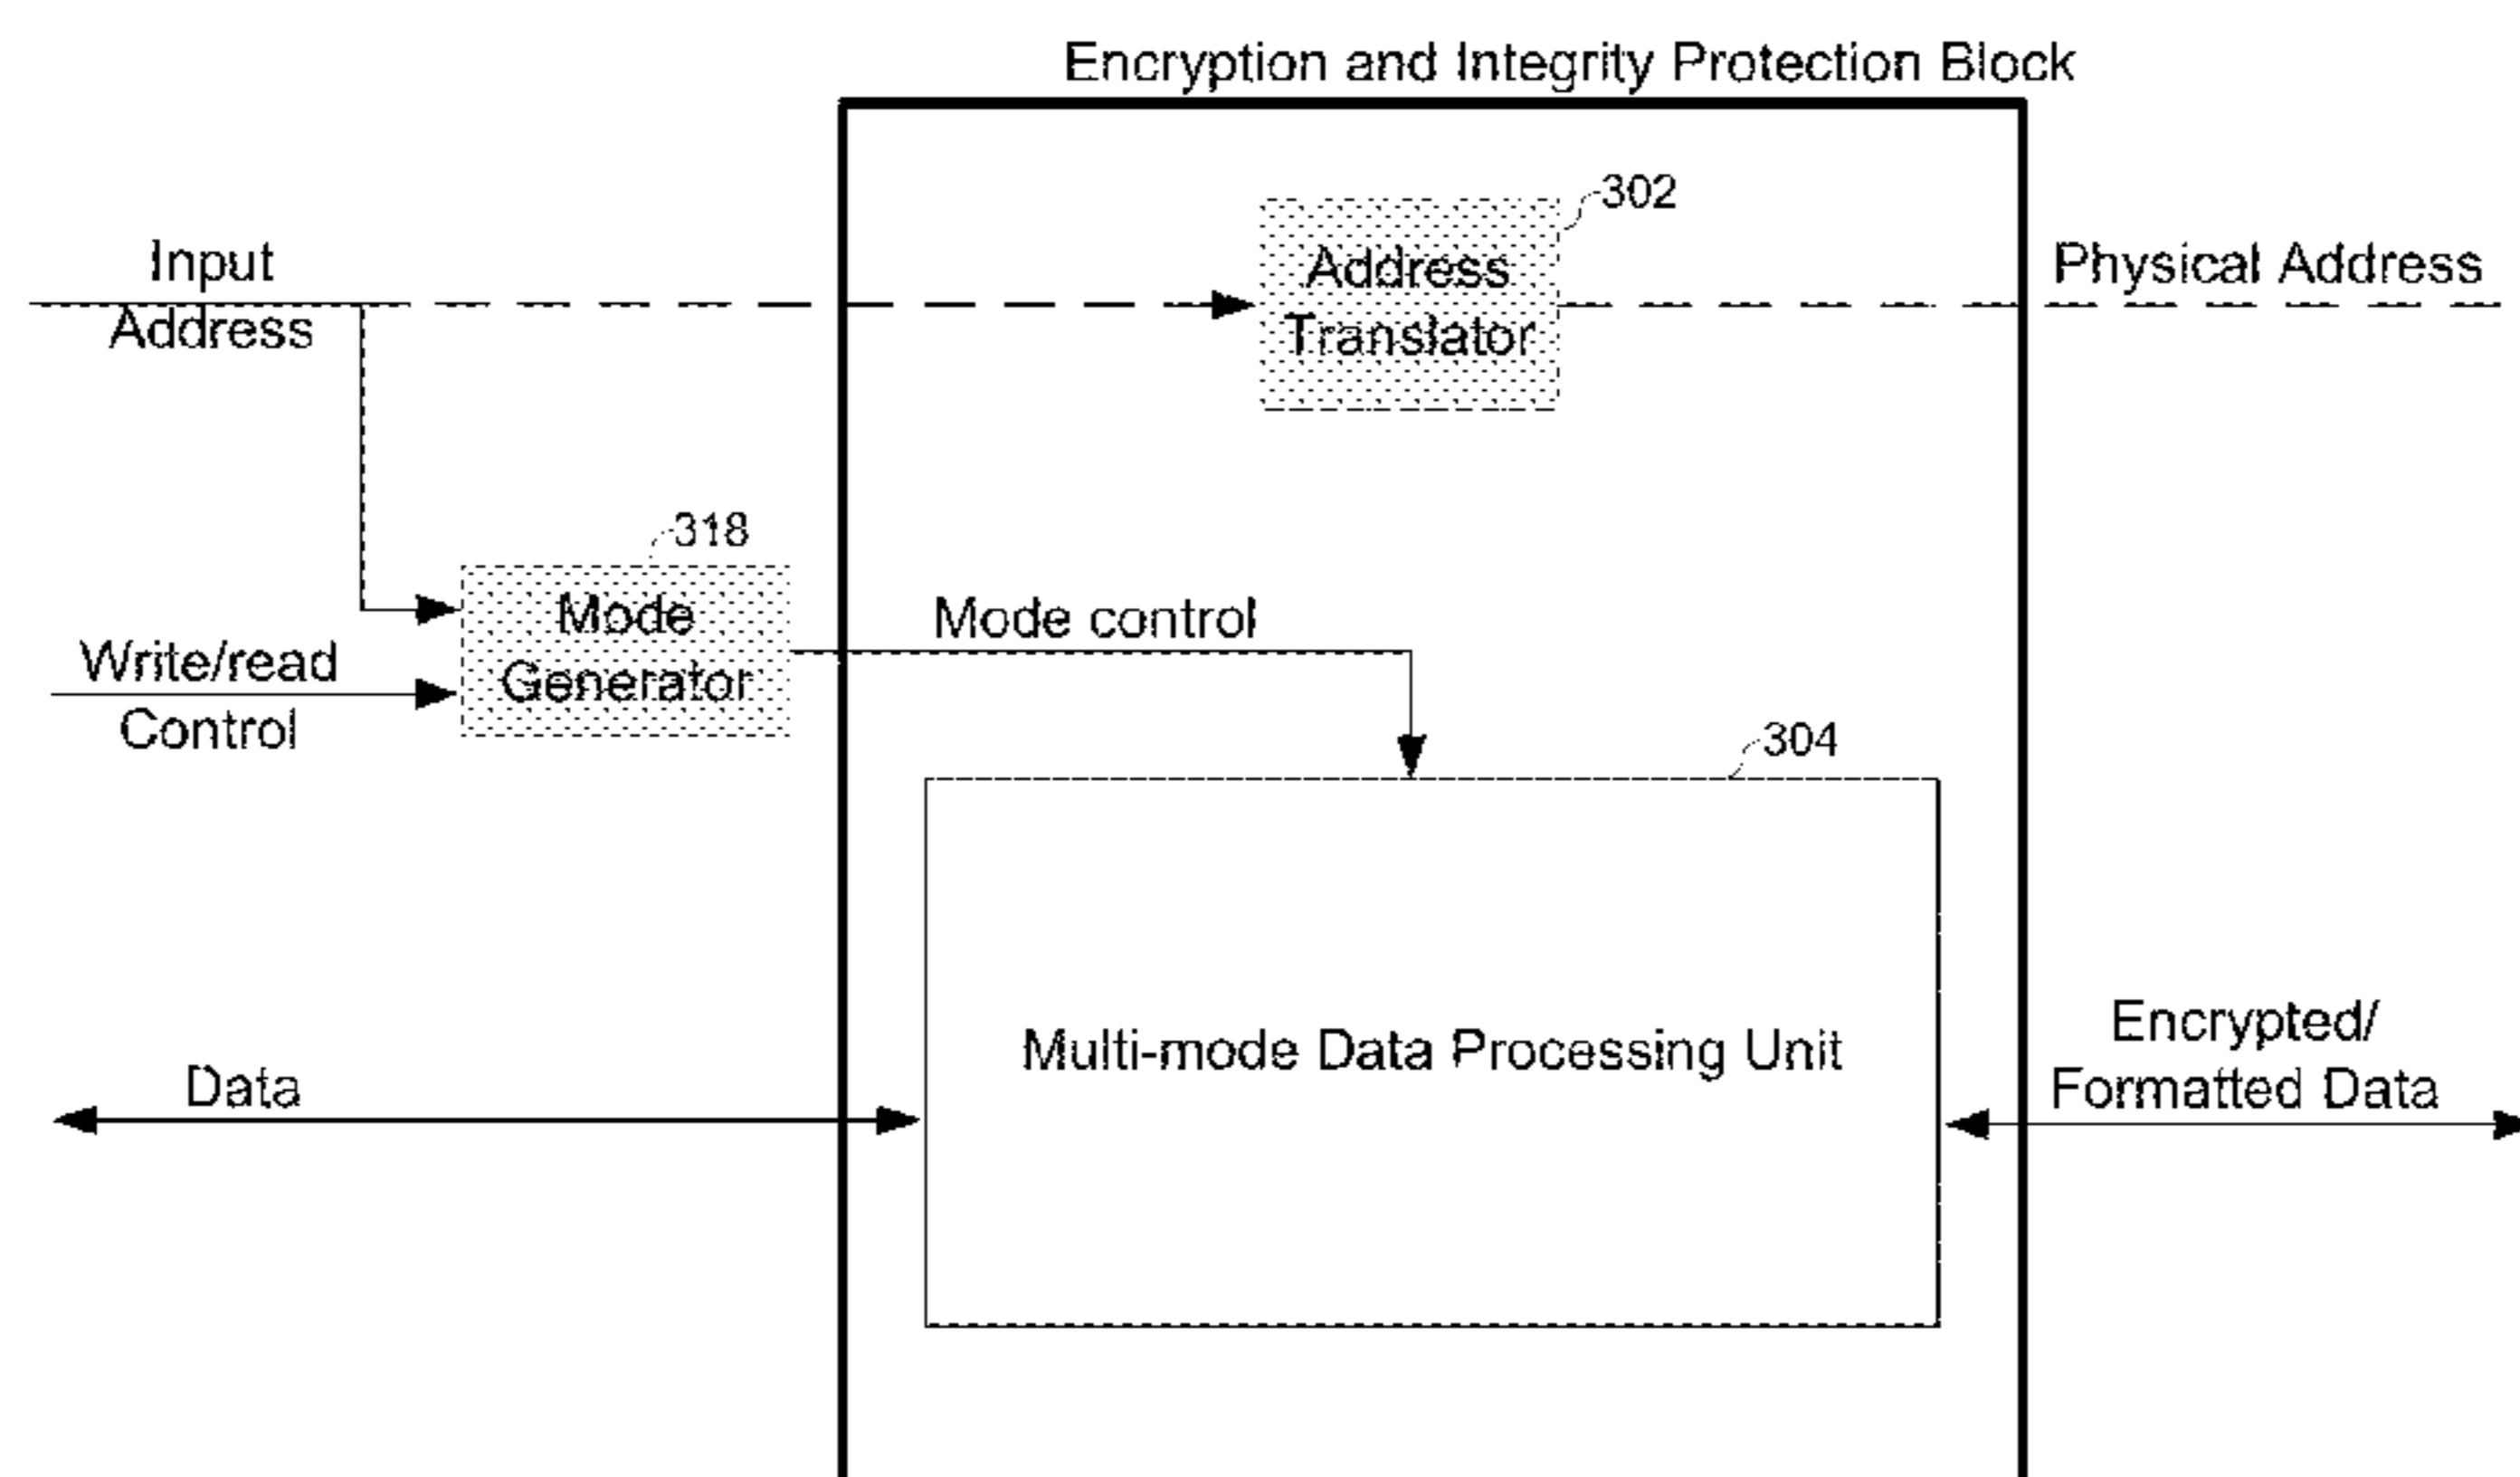 Encryption and Integrity Protection Block
302
Input
Address
Address
Translator
Physical Address
318
Mode
Generator
Mode control
Write/read
Control
304
Multi-mode Data Processing Unit
Data
Encrypted/
Formatted Data